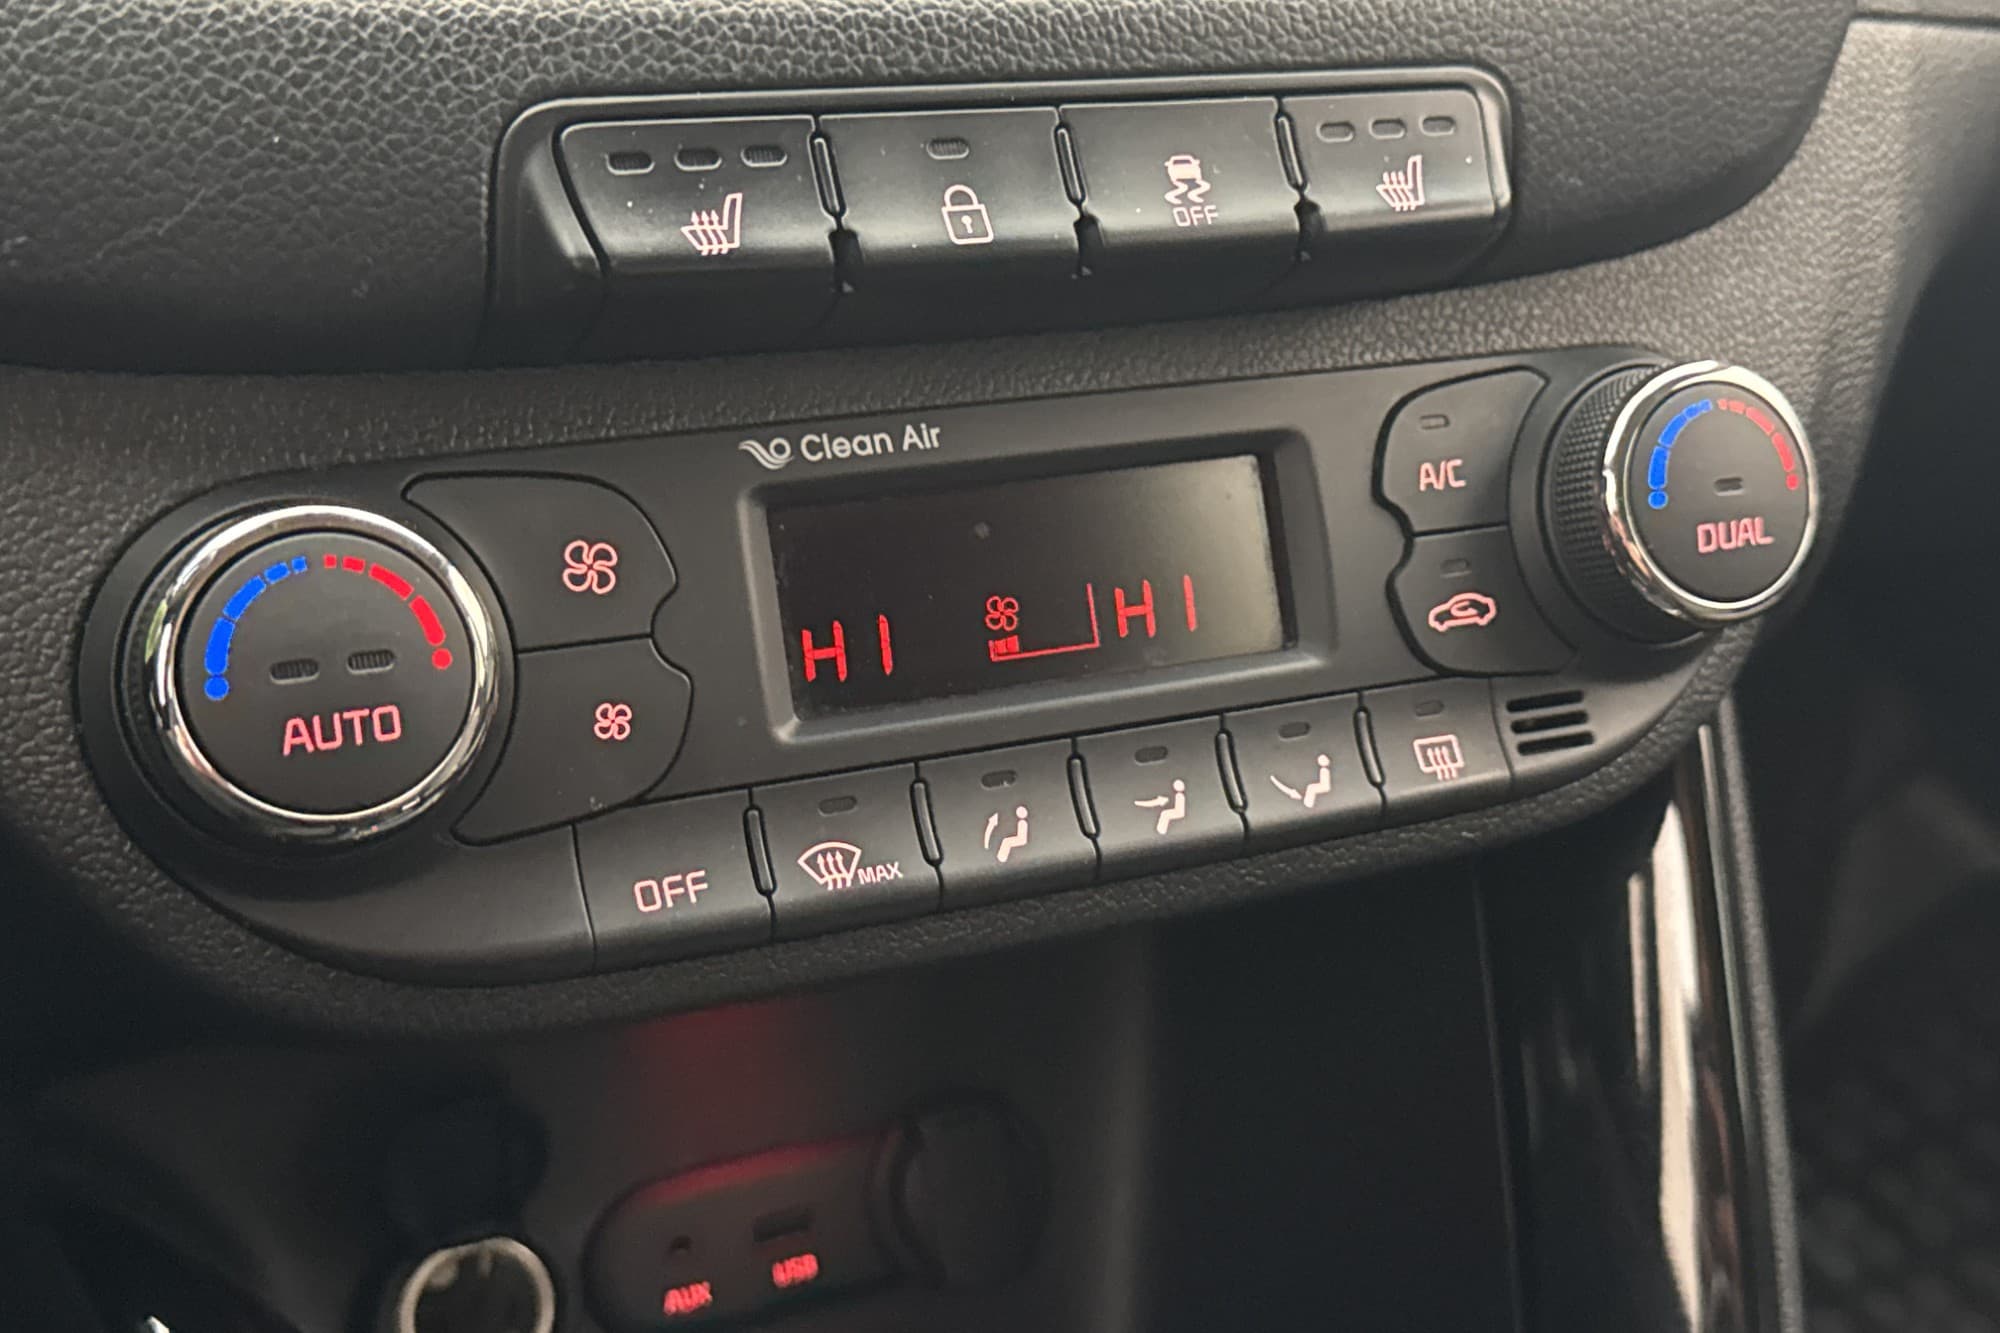 OFF
Clean Air
A/C
DUAL
HI HI
AUTO
OFF
MAX
AUX
USB